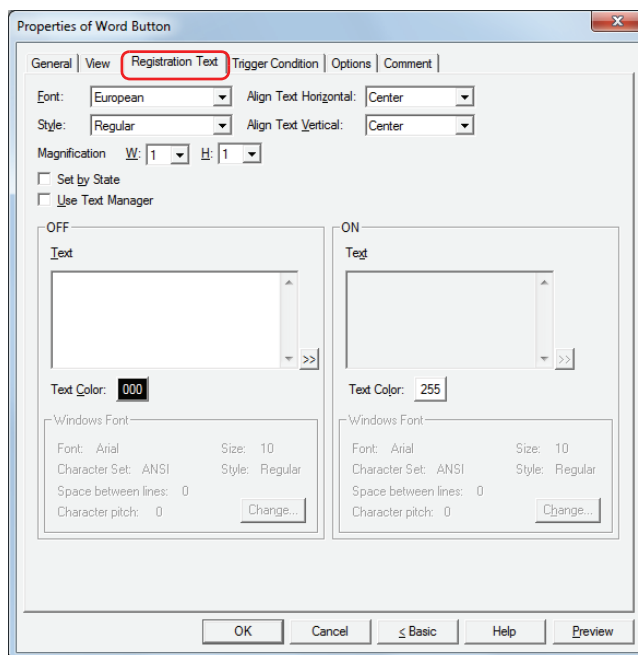 Properties of Word Button
General View Registration Text Trigger Condition Options Comment
Font: European Align Text Horizontal: Center
Style: Regular Align Text Vertical: Center
Magnification W: 1 H: 1
Set by State
Use Text Manager
OFF
Text
>>
Text Color: 000
Windows Font
Font: Arial Size: 10
Character Set: ANSI Style: Regular
Space between lines: 0
Character pitch: 0 Change...
ON
Text
>>
Text Color: 255
Windows Font
Font: Arial Size: 10
Character Set: ANSI Style: Regular
Space between lines: 0
Character pitch: 0 Change...
OK Cancel < Basic Help Preview